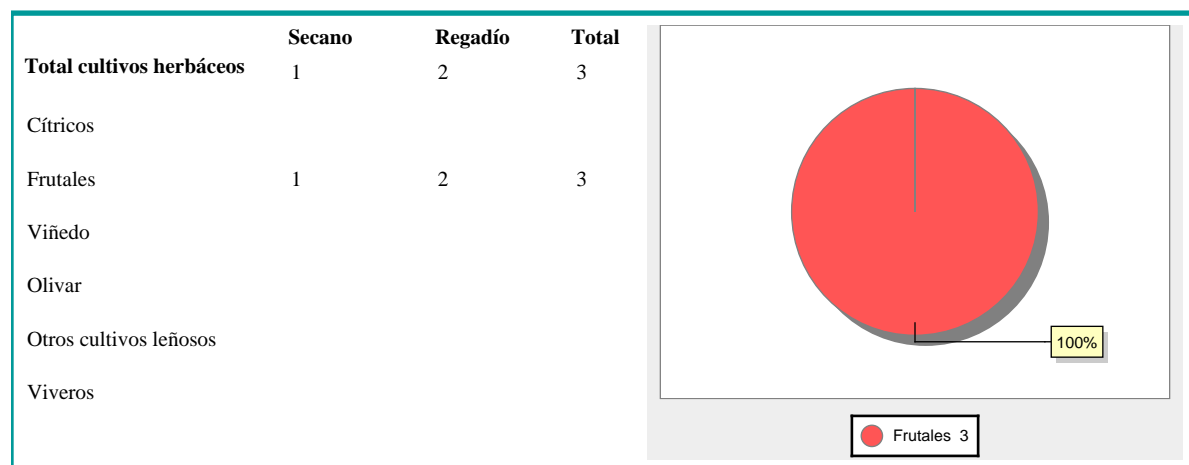 Secano Regadío Total
Total cultivos herbáceos 1 2 3
Cítricos
Frutales 1 2 3
Viñedo
Olivar
Otros cultivos leñosos
Viveros
100%
Frutales 3